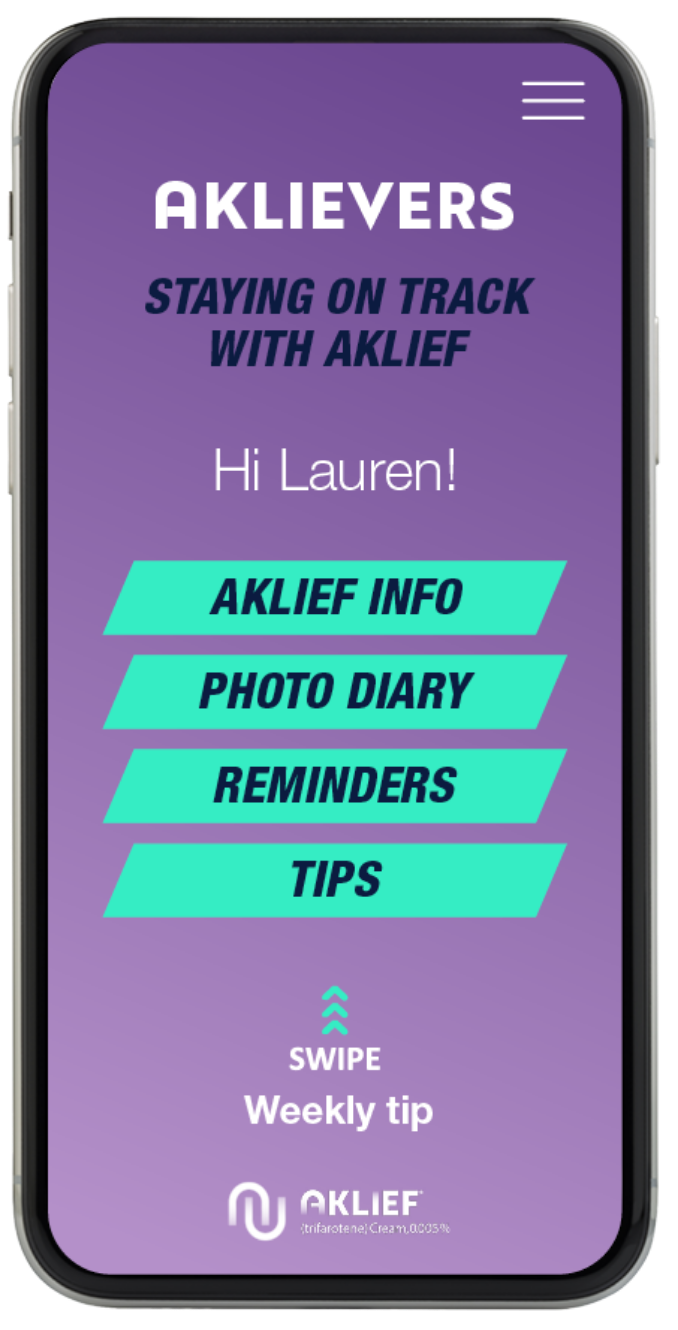 AKLIEVERS
STAYING ON TRACK
WITH AKLIEF
Hi Lauren!
AKLIEF INFO
PHOTO DIARY
REMINDERS
TIPS
SWIPE
Weekly tip
AKLIEF
(trifarotene) Cream, 0.005%